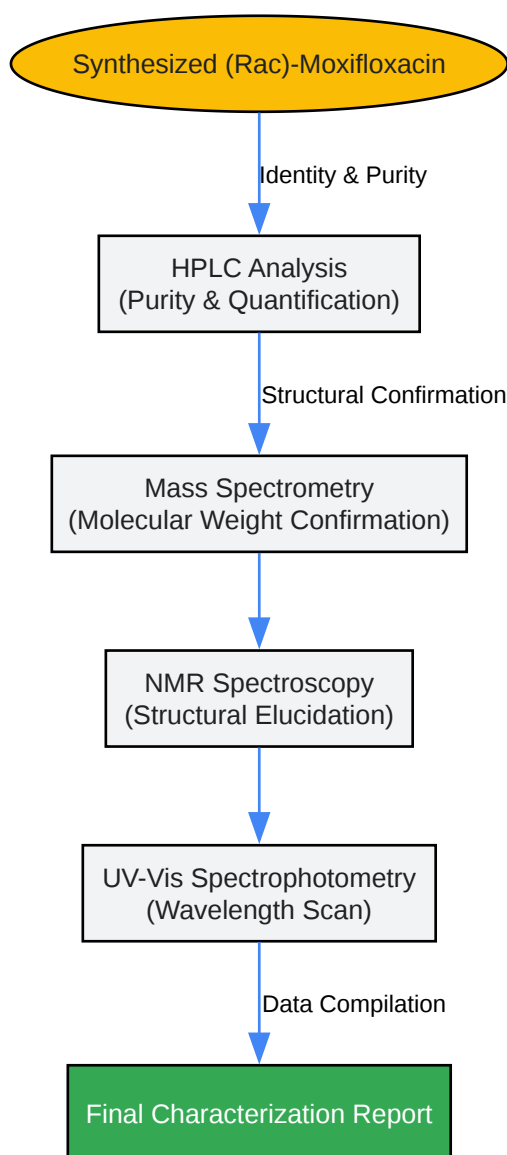 Synthesized (Rac)-Moxifloxacin
Identity & Purity
HPLC Analysis
(Purity & Quantification)
Structural Confirmation
Mass Spectrometry
(Molecular Weight Confirmation)
NMR Spectroscopy
(Structural Elucidation)
UV-Vis Spectrophotometry
(Wavelength Scan)
Data Compilation
Final Characterization Report